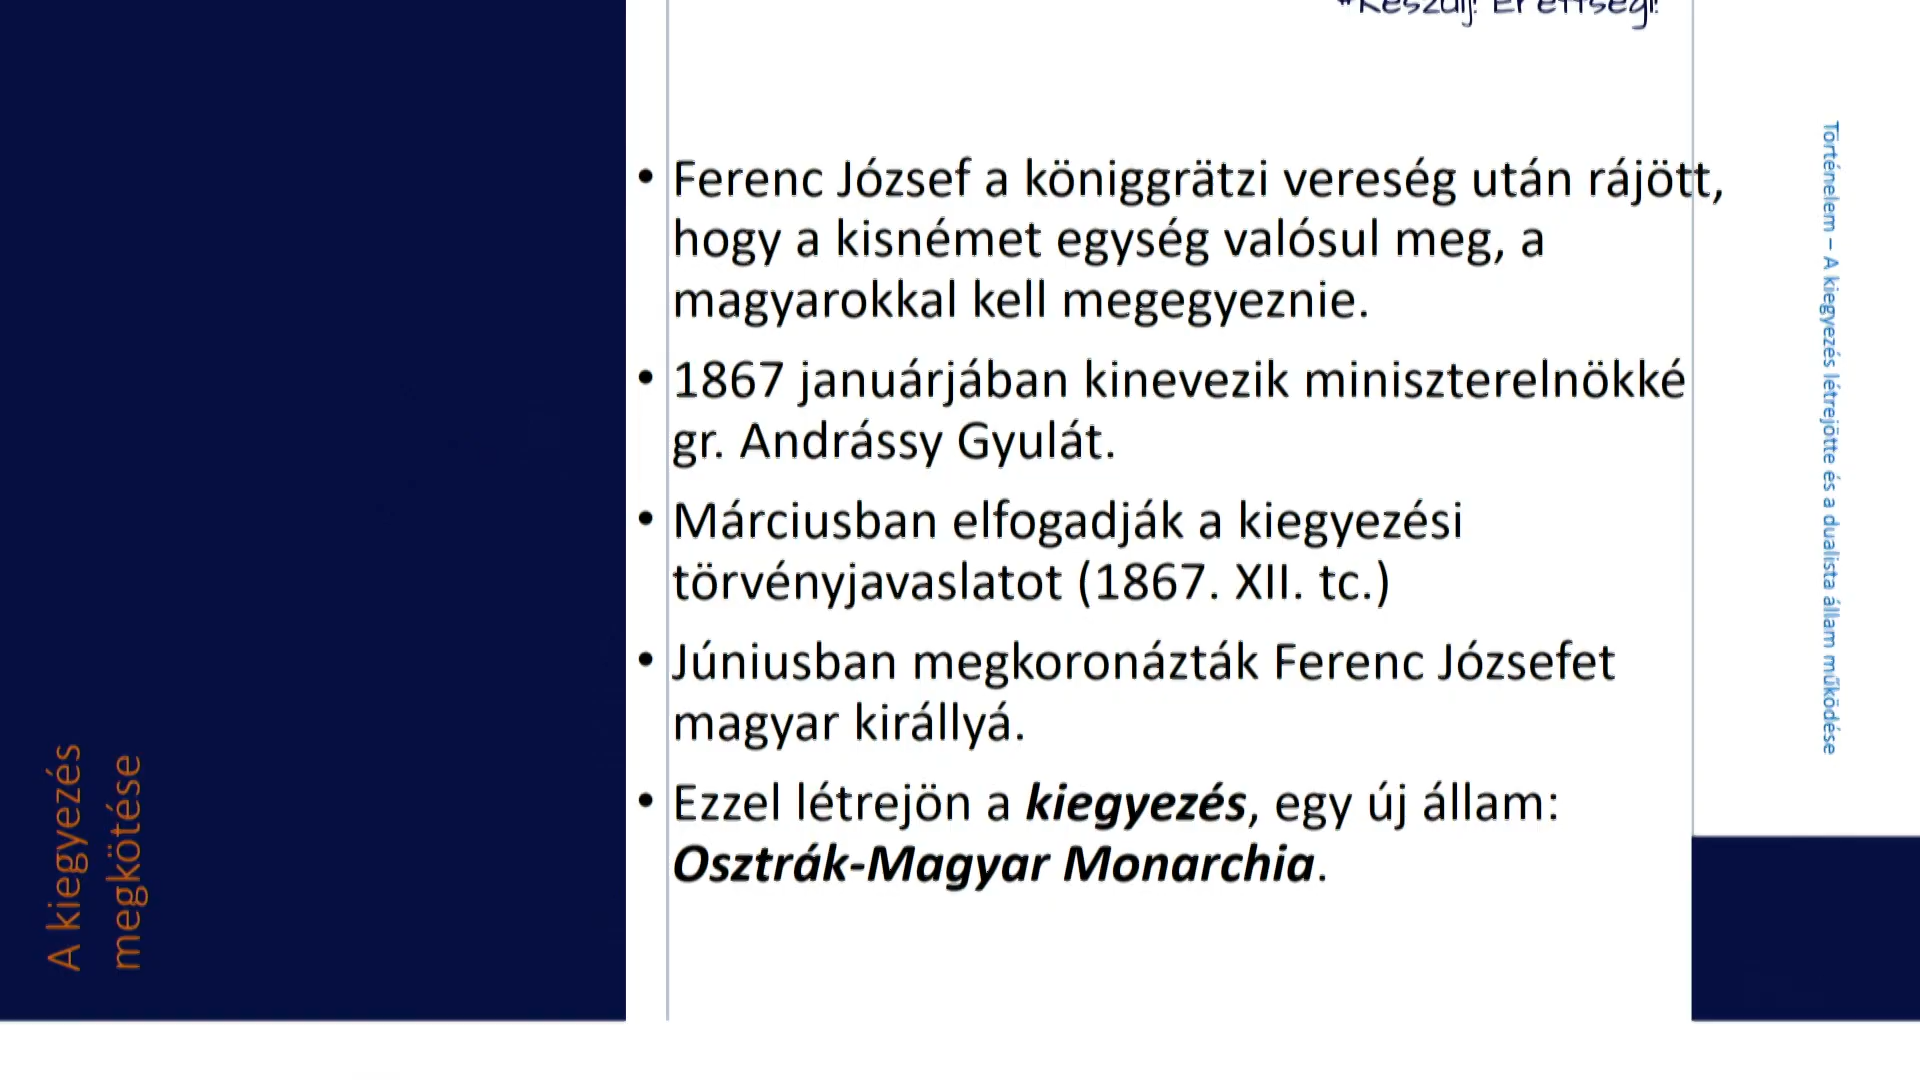 #Készülj! Érettségi!
A kiegyezés
megkötése
• Ferenc József a königgrätzi vereség után rájött,
hogy a kisnémet egység valósul meg, a
magyarokkal kell megegyeznie.
• 1867 januárjában kinevezik miniszterelnökké
gr. Andrássy Gyulát.
• Márciusban elfogadják a kiegyezési
törvényjavaslatot (1867. XII. tc.)
• Júniusban megkoronázták Ferenc Józsefet
magyar királlyá.
• Ezzel létrejön a kiegyezés, egy új állam:
Osztrák-Magyar Monarchia.
Történelem – A kiegyezés létrejötte és a dualista állam működése